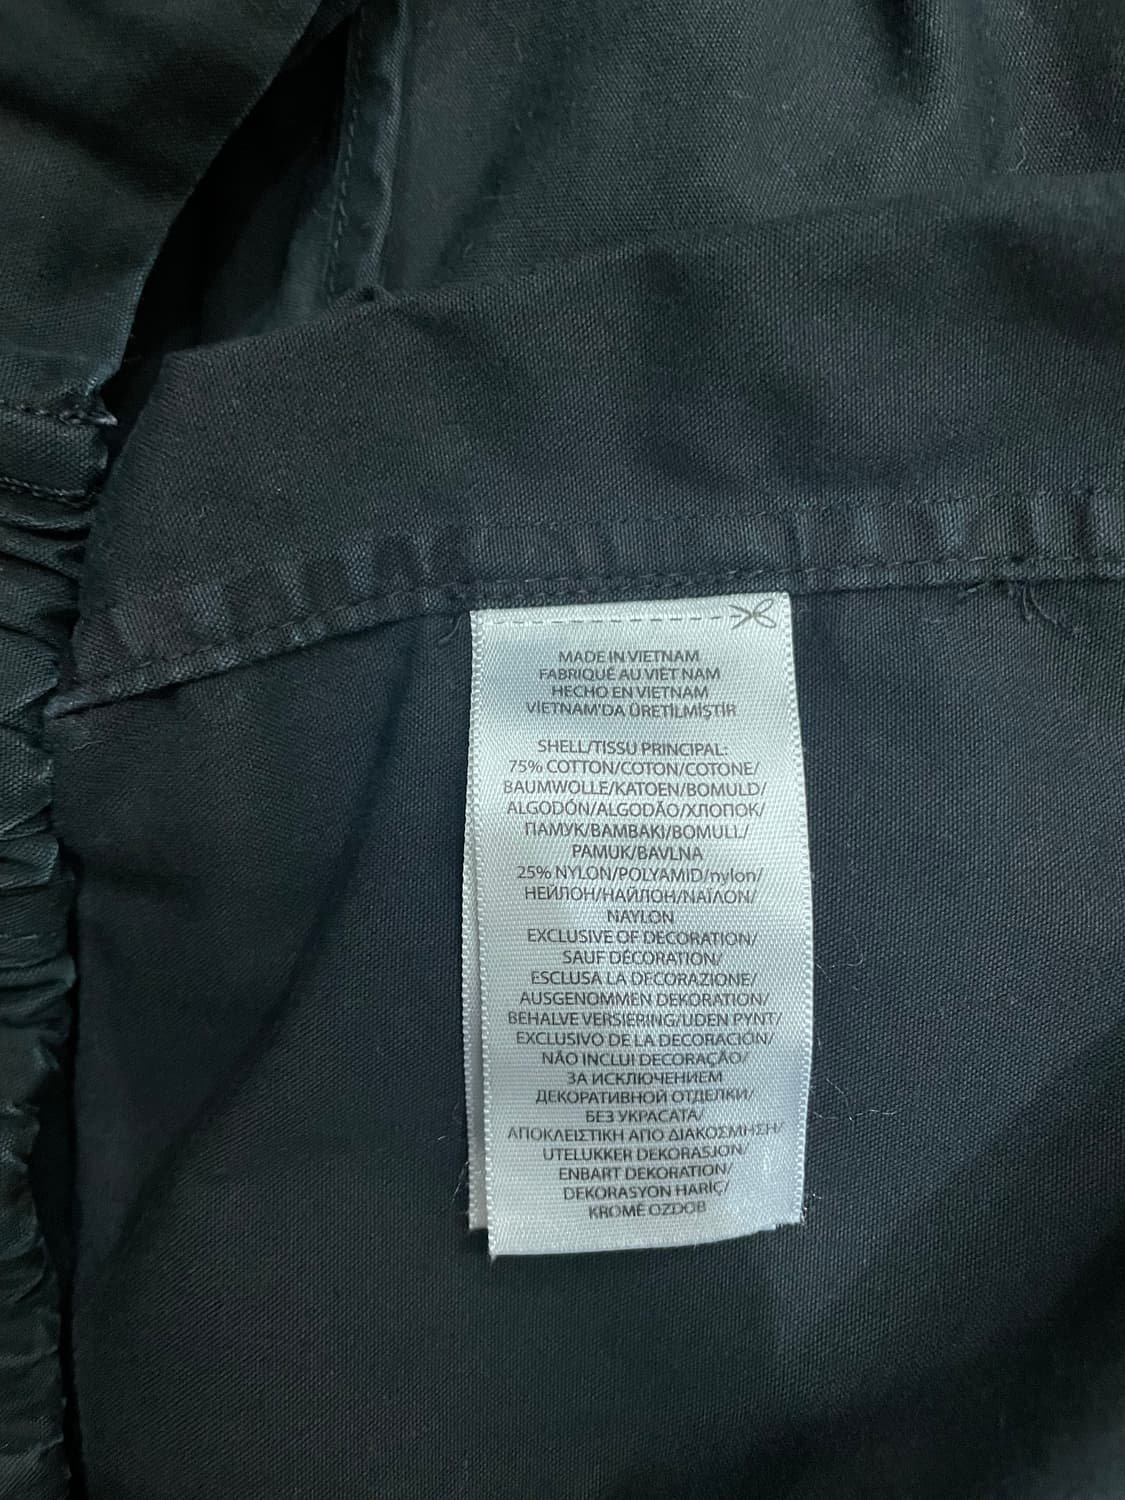 MADE IN VIETNAM
FABRIQUÉ AU VIET NAM
HECHO EN VIETNAM
VİETNAM'DA ÜRETİLMİŞTİR
SHELL/TISSU PRINCIPAL:
75% COTTON/COTON/COTONE/
BAUMWOLLE/KATOEN/BOMULD/
ALGODÓN/ALGODÃO/ХЛОПОК/
ПАМУК/BAMBAKI/BOMULL/
PAMUK/BAVLNA
25% NYLON/POLYAMID/nylon/
НЕЙЛОН/НАЙЛОН/ΝΑΪΛΟΝ/
NAYLON
EXCLUSIVE OF DECORATION/
SAUF DÉCORATION/
ESCLUSA LA DECORAZIONE/
AUSGENOMMEN DEKORATION/
BEHALVE VERSIERING/UDEN PYNT/
EXCLUSIVO DE LA DECORACIÓN/
NÃO INCLUI DECORAÇÃO/
ЗА ИСКЛЮЧЕНИЕМ
ДЕКОРАТИВНОЙ ОТДЕЛКИ/
БЕЗ УКРАСАТА/
ΑΠΟΚΛΕΙΣΤΙΚΗ ΑΠΟ ΔΙΑΚΟΣΜΗΣΗ/
UTELUKKER DEKORASJON/
ENBART DEKORATION/
DEKORASYON HARİÇ/
KROMĚ OZDOB